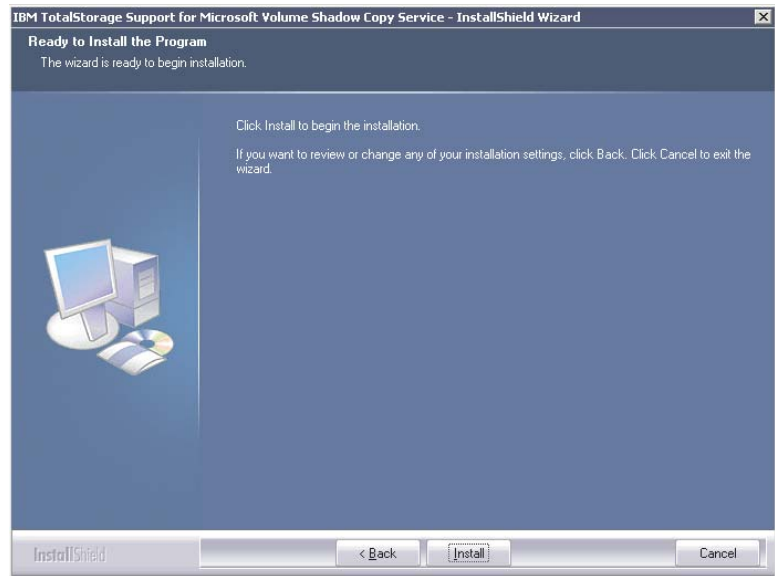 IBM TotalStorage Support for Microsoft Volume Shadow Copy Service - InstallShield Wizard
Ready to Install the Program
The wizard is ready to begin installation.
Click Install to begin the installation.
If you want to review or change any of your installation settings, click Back. Click Cancel to exit the
wizard.
InstallShield
< Back
Install
Cancel